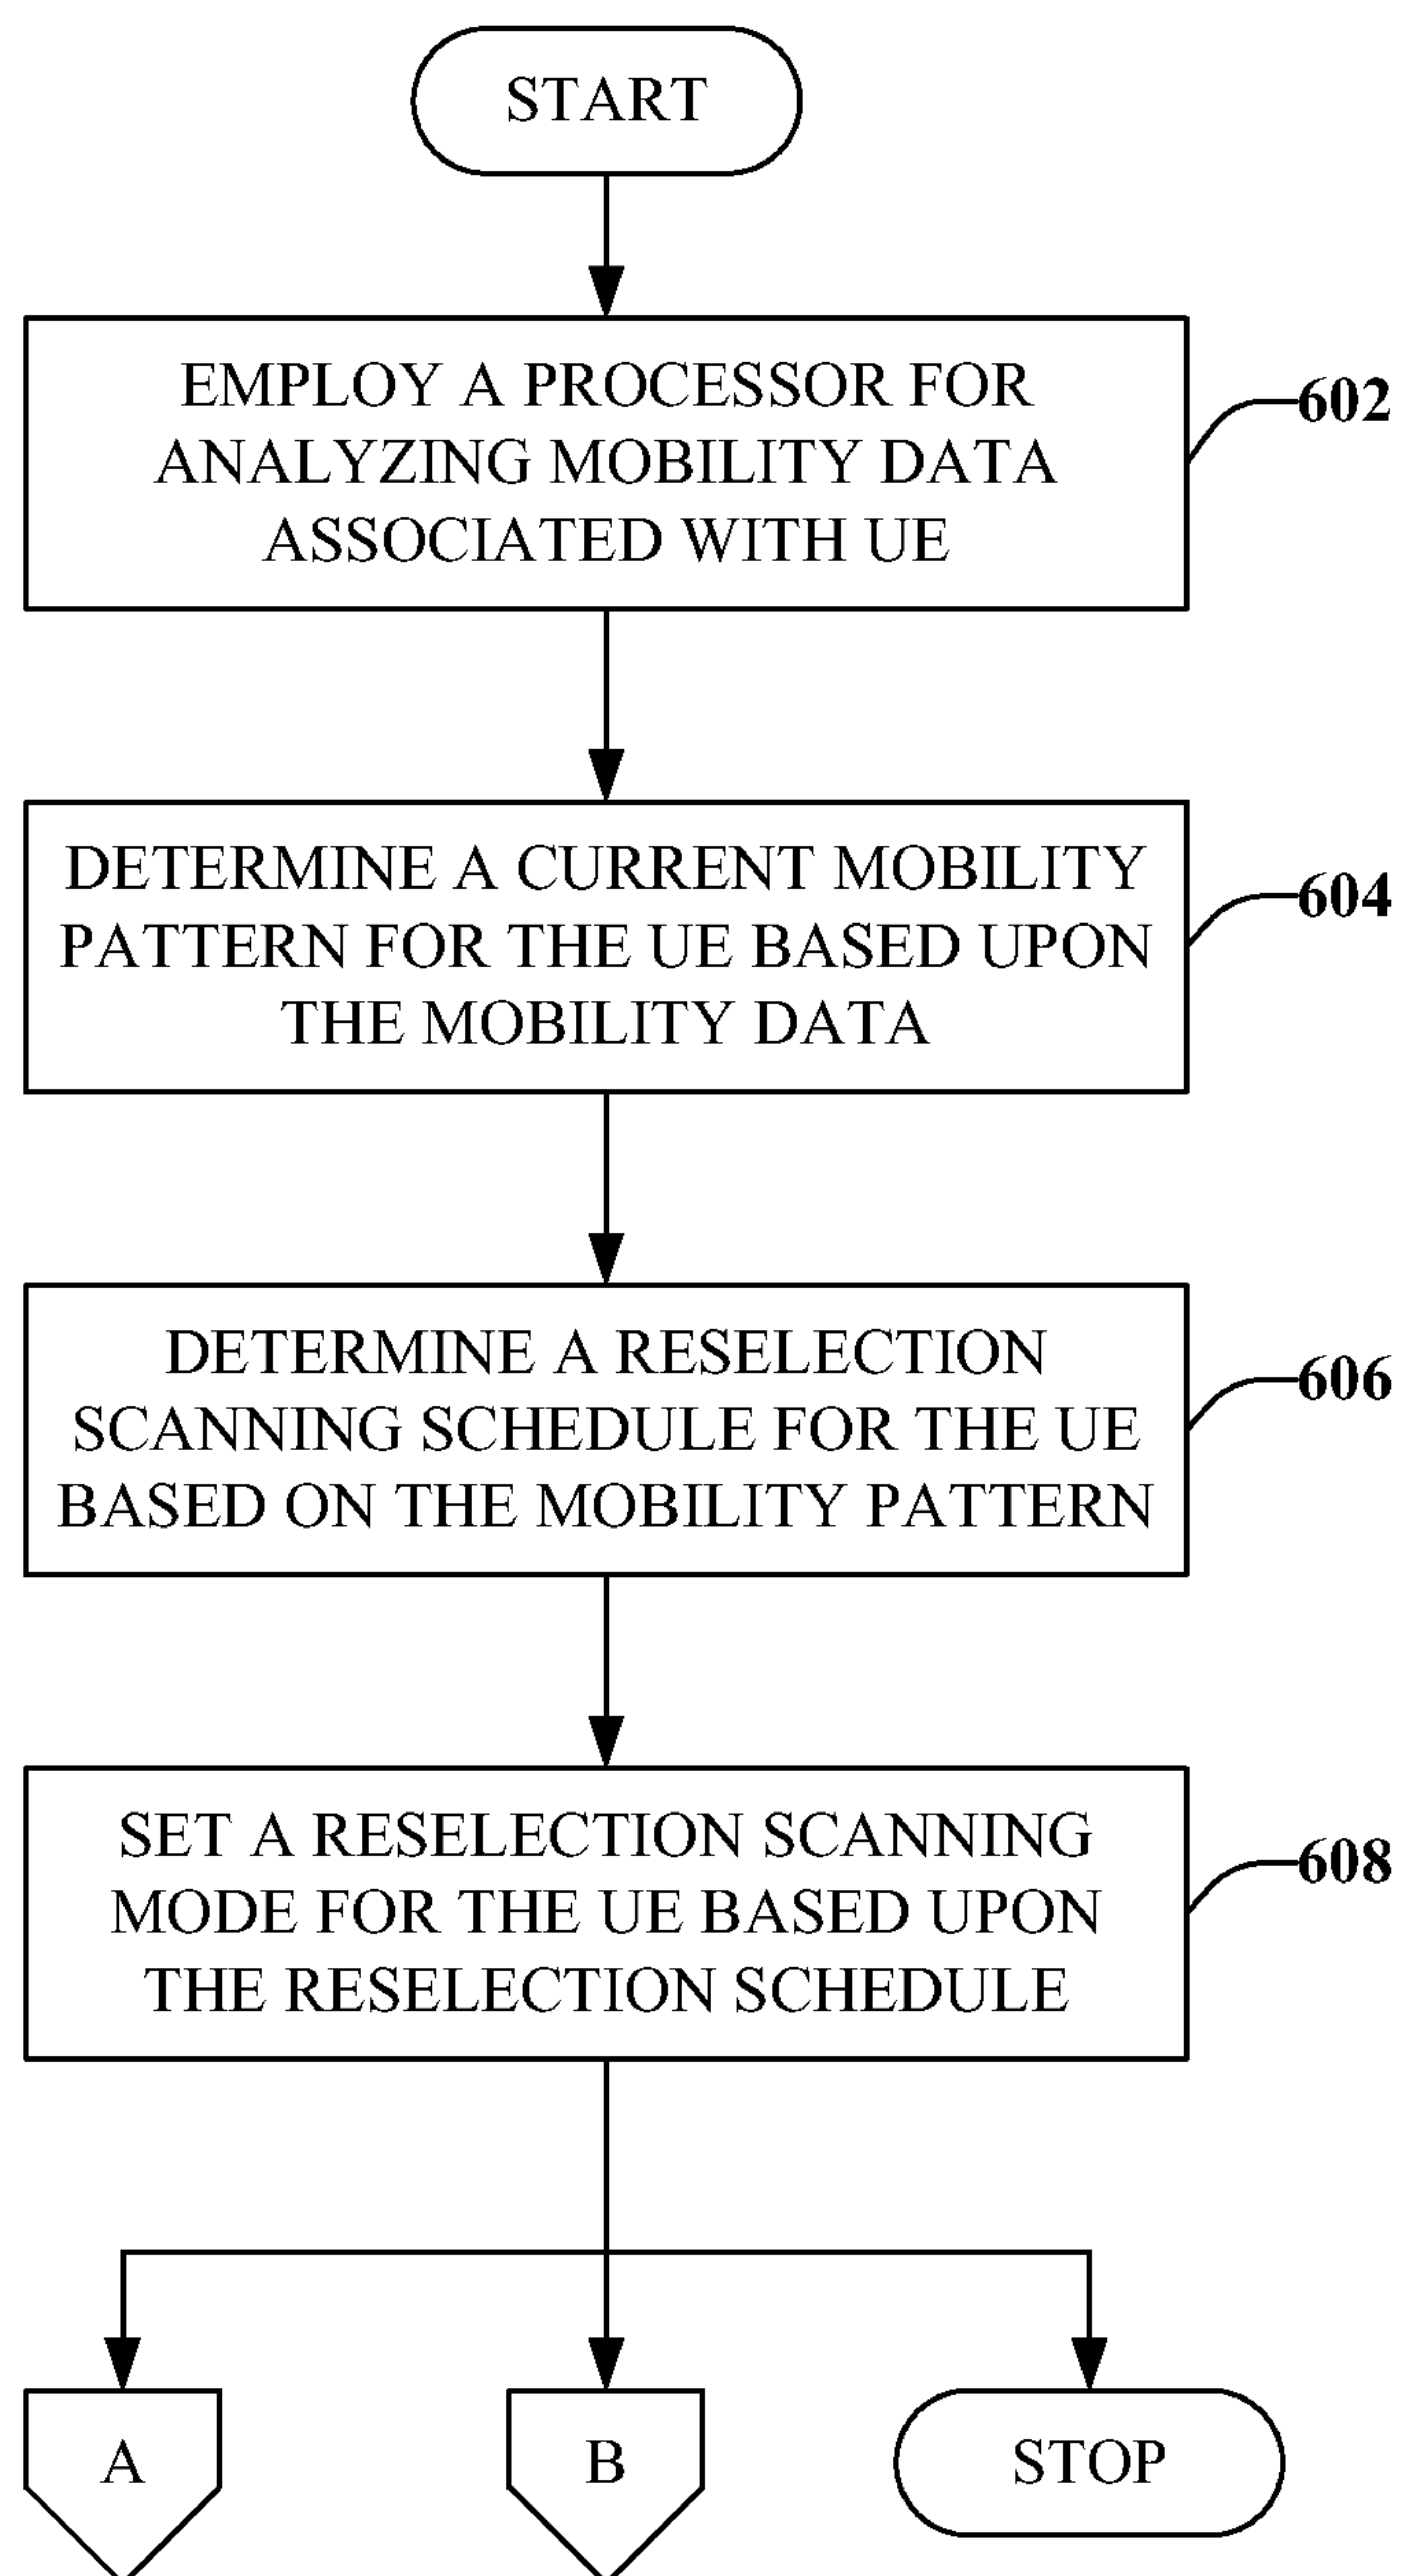 START
EMPLOY A PROCESSOR FOR
ANALYZING MOBILITY DATA
ASSOCIATED WITH UE
602
DETERMINE A CURRENT MOBILITY
PATTERN FOR THE UE BASED UPON
THE MOBILITY DATA
604
DETERMINE A RESELECTION
SCANNING SCHEDULE FOR THE UE
BASED ON THE MOBILITY PATTERN
606
SET A RESELECTION SCANNING
MODE FOR THE UE BASED UPON
THE RESELECTION SCHEDULE
608
A
B
STOP